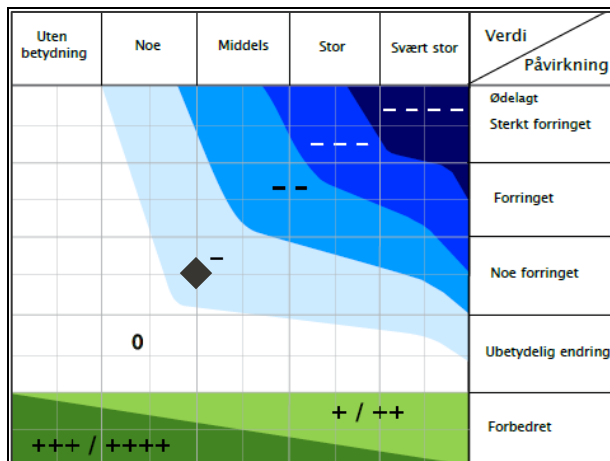 Uten betydning
Noe
Middels
Stor
Svært stor
Verdi
Påvirkning
Ødelagt
Sterkt forringet
Forringet
Noe forringet
Ubetydelig endring
Forbedret
– – – –
– – –
– –
–
0
+ / ++
+++ / ++++